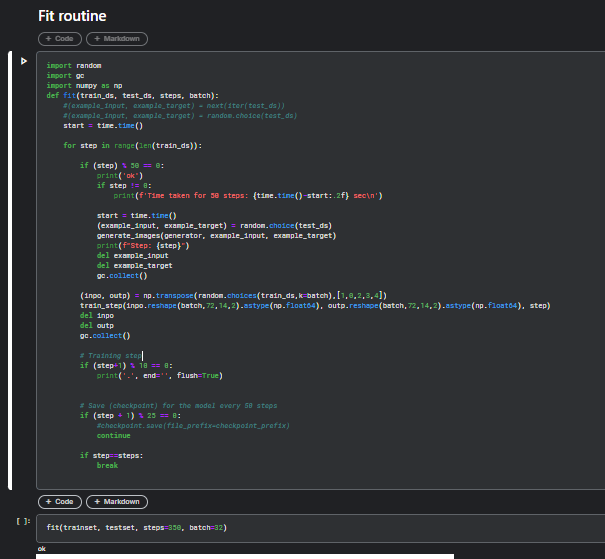 Fit routine
+ Code + Markdown
import random
import gc
import numpy as np
def fit(train_ds, test_ds, steps, batch):
#(example_input, example_target) = next(iter(test_ds))
#(example_input, example_target) = random.choice(test_ds)
start = time.time()
for step in range(len(train_ds)):
if (step) % 50 == 0:
print('ok')
if step != 0:
print(f'Time taken for 50 steps: {time.time()-start:.2f} sec\n')
start = time.time()
(example_input, example_target) = random.choice(test_ds)
generate_images(generator, example_input, example_target)
print(f"Step: {step}")
del example_input
del example_target
gc.collect()
(inpo, outp) = np.transpose(random.choices(train_ds,k=batch),[1,0,2,3,4])
train_step(inpo.reshape(batch,72,14,2).astype(np.float64), outp.reshape(batch,72,14,2).astype(np.float64), step)
del inpo
del outp
gc.collect()
# Training step
if (step+1) % 10 == 0:
print('.', end='', flush=True)
# Save (checkpoint) for the model every 50 steps
if (step + 1) % 25 == 0:
#checkpoint.save(file_prefix=checkpoint_prefix)
continue
if step==steps:
break
+ Code + Markdown
[ ]:
fit(trainset, testset, steps=350, batch=32)
ok